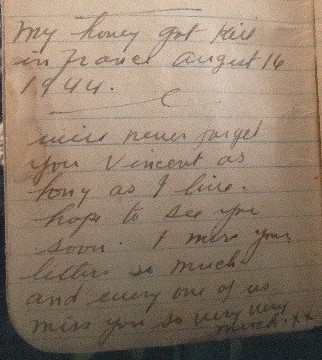 My honey got kill
in France August 16
1944.
will never forget
you Vincent as
long as I live.
hope to see you
soon. I miss your
letters so much
and every one of us
miss you so very very
much. xx